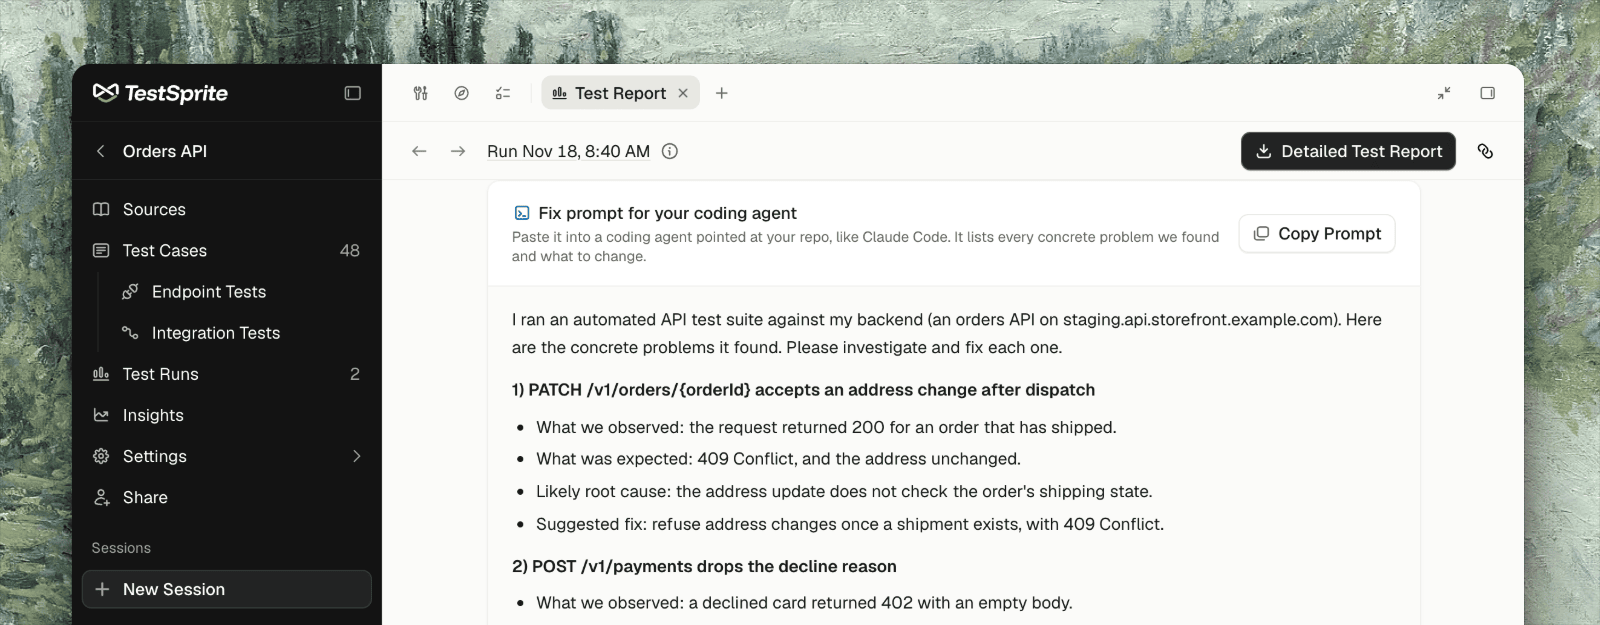 TestSprite
Orders API
Sources
Test Cases 48
Endpoint Tests
Integration Tests
Test Runs 2
Insights
Settings
Share
Sessions
New Session
Test Report
Run Nov 18, 8:40 AM
Detailed Test Report
Fix prompt for your coding agent
Paste it into a coding agent pointed at your repo, like Claude Code. It lists every concrete problem we found
and what to change.
Copy Prompt
I ran an automated API test suite against my backend (an orders API on staging.api.storefront.example.com). Here
are the concrete problems it found. Please investigate and fix each one.
1) PATCH /v1/orders/{orderId} accepts an address change after dispatch
• What we observed: the request returned 200 for an order that has shipped.
• What was expected: 409 Conflict, and the address unchanged.
• Likely root cause: the address update does not check the order's shipping state.
• Suggested fix: refuse address changes once a shipment exists, with 409 Conflict.
2) POST /v1/payments drops the decline reason
• What we observed: a declined card returned 402 with an empty body.